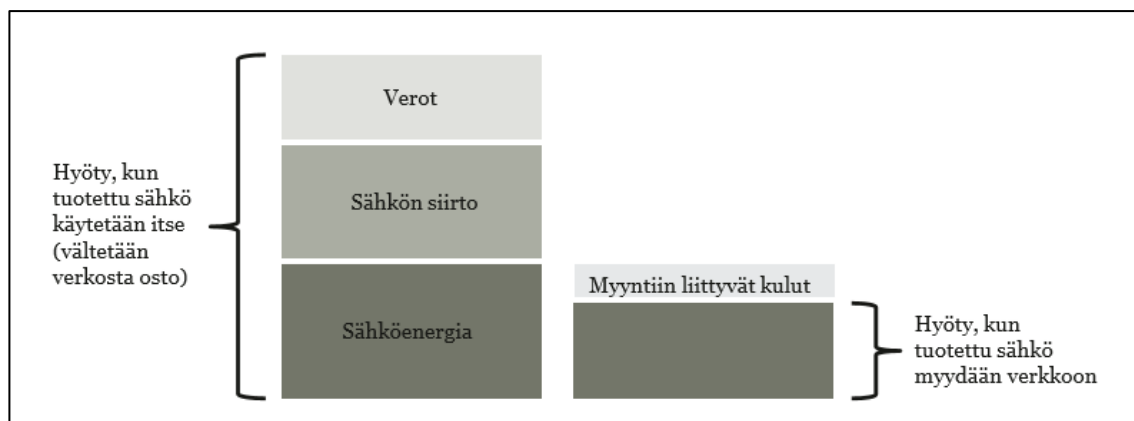 Verot
Hyöty, kun
tuotettu sähkö
käytetään itse
(vältetään
verkosta osto)
Sähkön siirto
Sähköenergia
Myyntiin liittyvät kulut
Hyöty, kun
tuotettu sähkö
myydään verkkoon